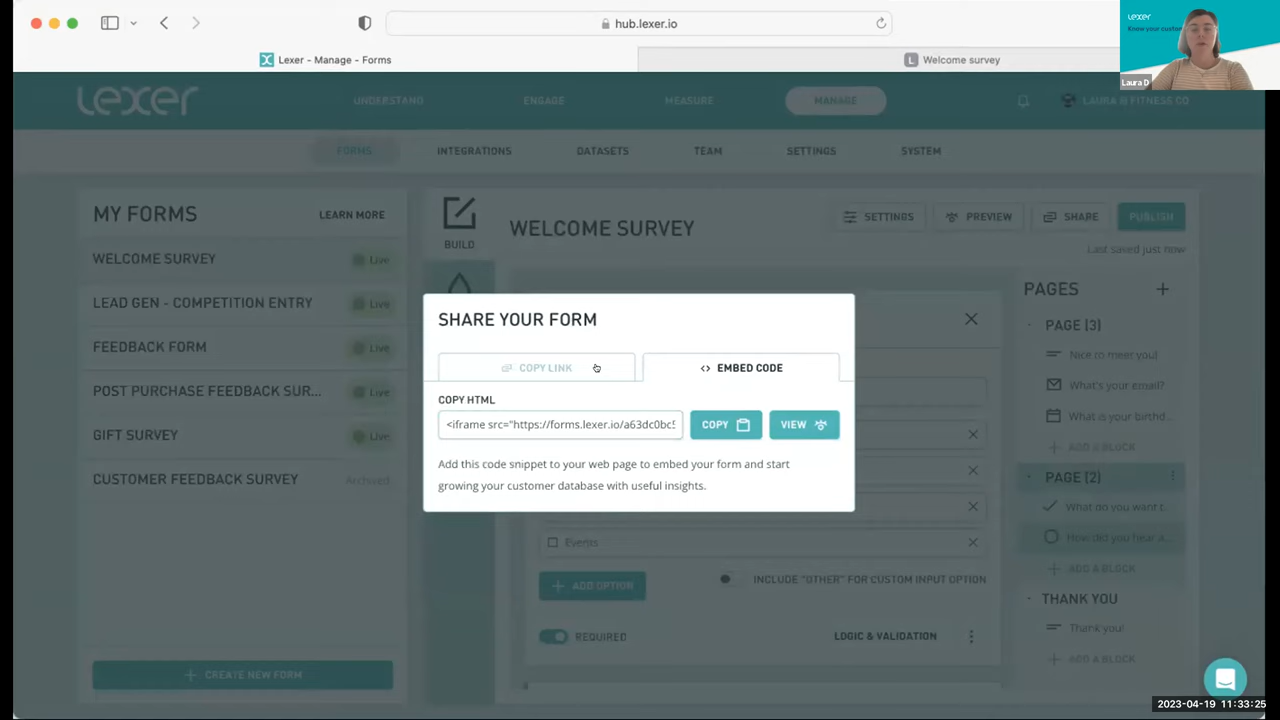 hub.lexer.io
Lexer - Manage - Forms
Welcome survey
lexer
Laura D
lexer
UNDERSTAND
ENGAGE
MEASURE
MANAGE
LAURA B FITNESS CO
FORMS
INTEGRATIONS
DATASETS
TEAM
SETTINGS
SYSTEM
MY FORMS
LEARN MORE
WELCOME SURVEY
Live
LEAD GEN - COMPETITION ENTRY
Live
FEEDBACK FORM
Live
POST PURCHASE FEEDBACK SUR...
Live
GIFT SURVEY
Live
CUSTOMER FEEDBACK SURVEY
Archived
CREATE NEW FORM
BUILD
WELCOME SURVEY
SETTINGS
PREVIEW
SHARE
PUBLISH
Last saved just now
SHARE YOUR FORM
COPY LINK
<> EMBED CODE
COPY HTML
<iframe src="https://forms.lexer.io/a63dc0bc5
COPY
VIEW
Add this code snippet to your web page to embed your form and start
growing your customer database with useful insights.
Events
ADD OPTION
INCLUDE "OTHER" FOR CUSTOM INPUT OPTION
REQUIRED
LOGIC & VALIDATION
PAGES
PAGE (3)
Nice to meet you!
What's your email?
What is your birthd...
ADD A BLOCK
PAGE (2)
What do you want t...
How did you hear a...
ADD A BLOCK
THANK YOU
Thank you!
ADD A BLOCK
2023-04-19 11:33:25